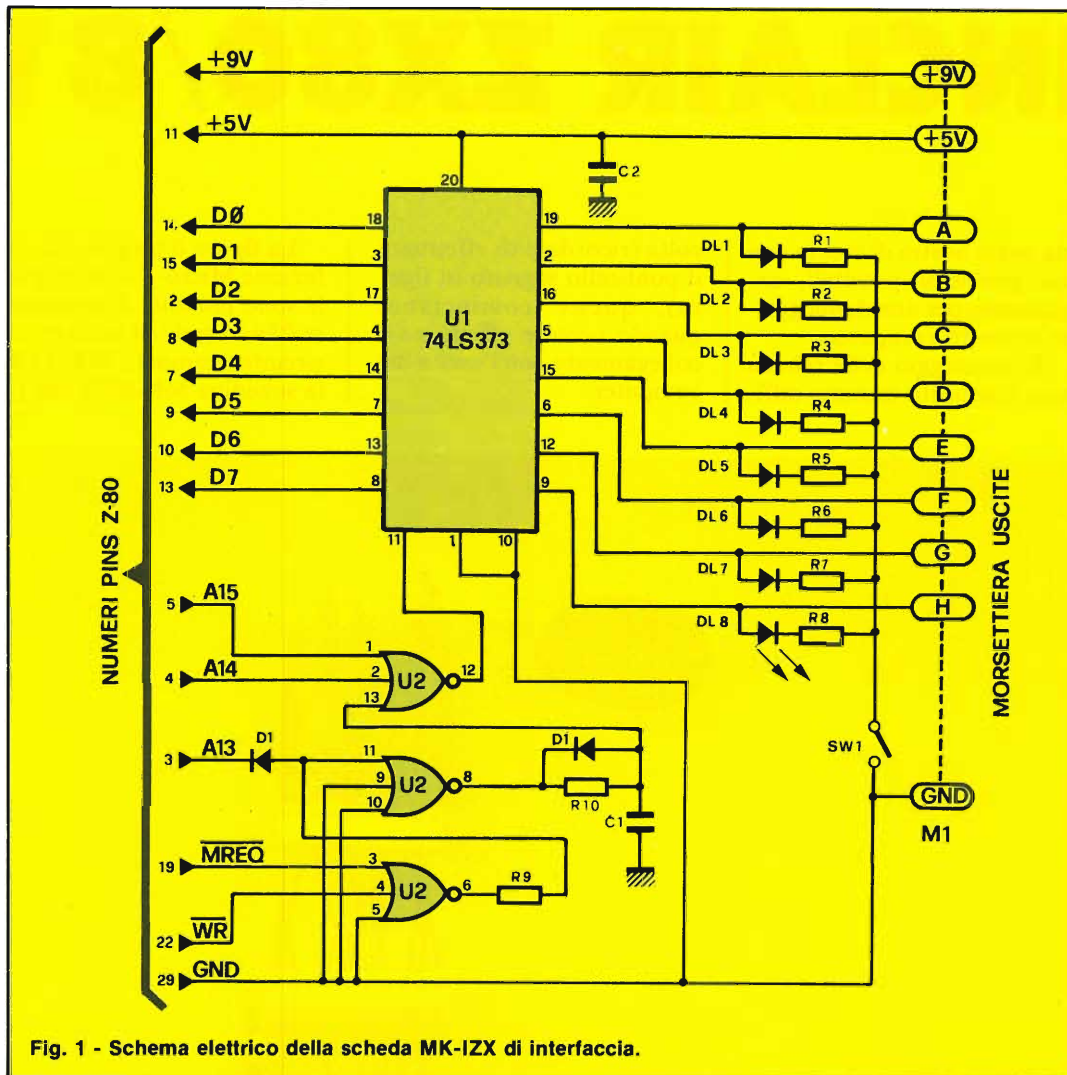 +9V
+9V
11 +5V
+5V
20
C2
14 DØ 18
19 A
DL1 R1
15 D1 3
2 B
DL2 R2
2 D2 17
16 C
DL3 R3
8 D3 4
U1
74LS373
5 D
DL4 R4
7 D4 14
15 E
DL5 R5
9 D5 7
6 F
DL6 R6
10 D6 13
12 G
DL7 R7
13 D7 8
9 H
DL8 R8
11 1 10
NUMERI PINS Z-80
MORSETTIERA USCITE
5 A15
1
4 A14
2 U2 12
13
3 A13 D1
11
9 U2 8
10
D1
R10
C1
SW1
GND
M1
19 MREQ
3
4 U2 6 R9
5
22 WR
29 GND
Fig. 1 - Schema elettrico della scheda MK-IZX di interfaccia.